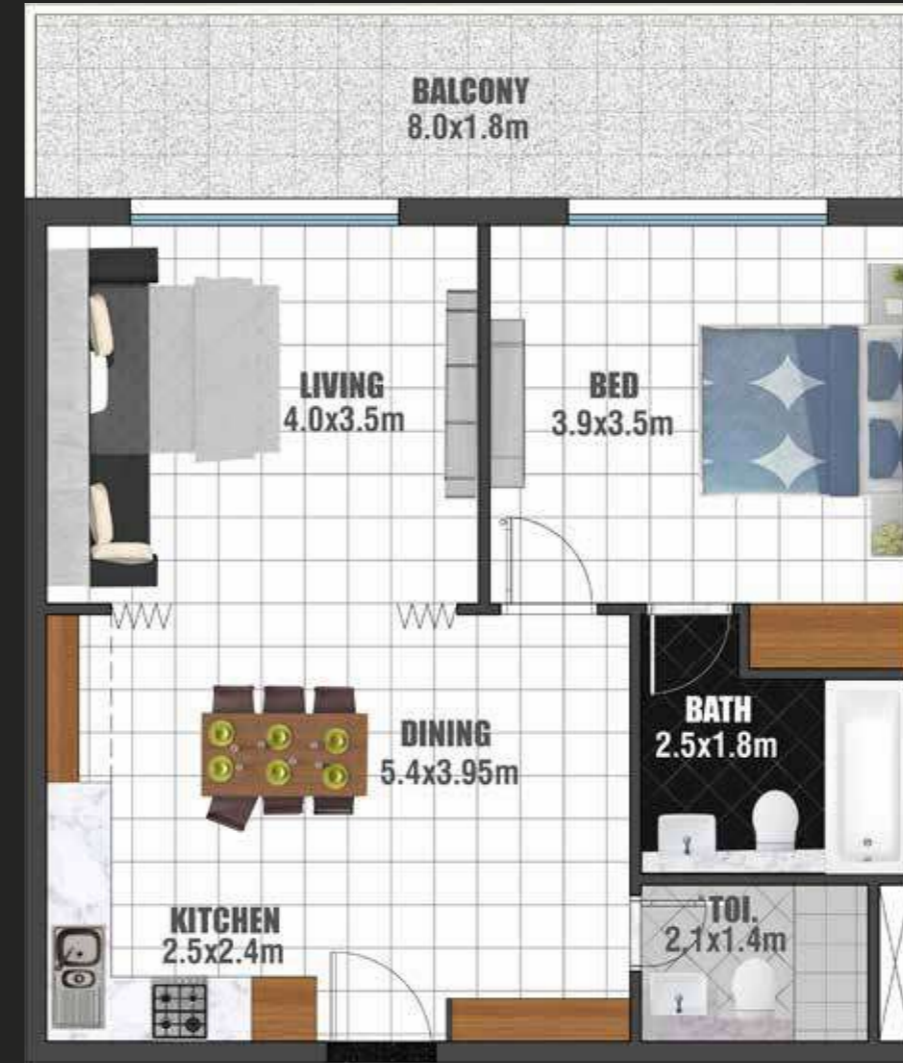 BALCONY
8.0x1.8m
LIVING
4.0x3.5m
BED
3.9x3.5m
DINING
5.4x3.95m
BATH
2.5x1.8m
KITCHEN
2.5x2.4m
TOI.
2.1x1.4m